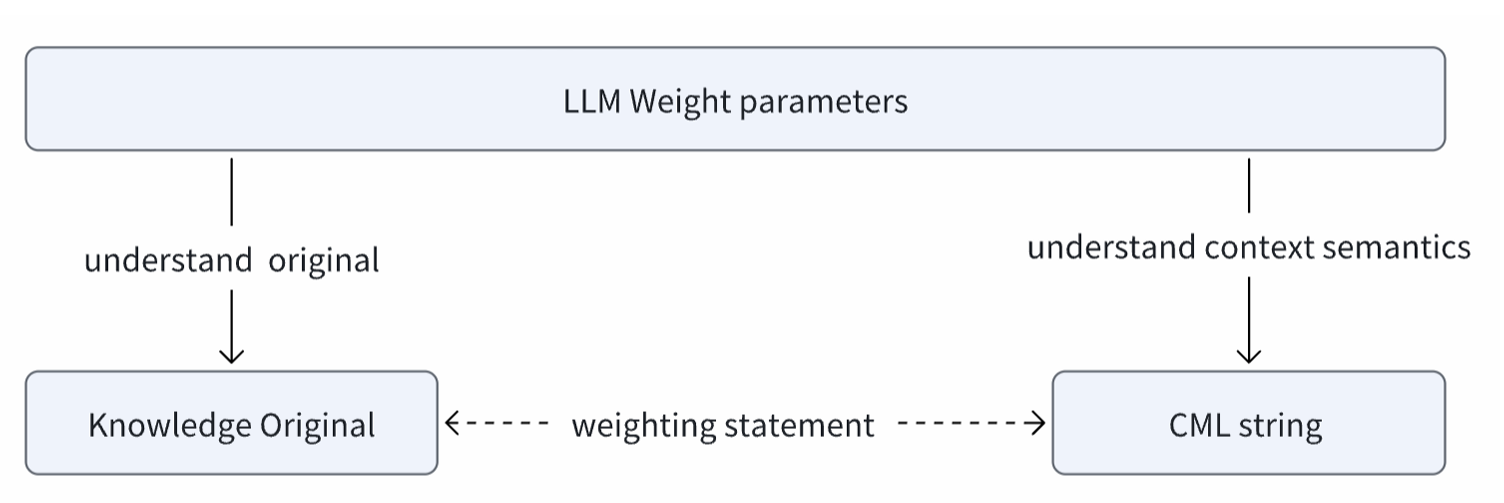 LLM Weight parameters
understand original
understand context semantics
Knowledge Original
weighting statement
CML string